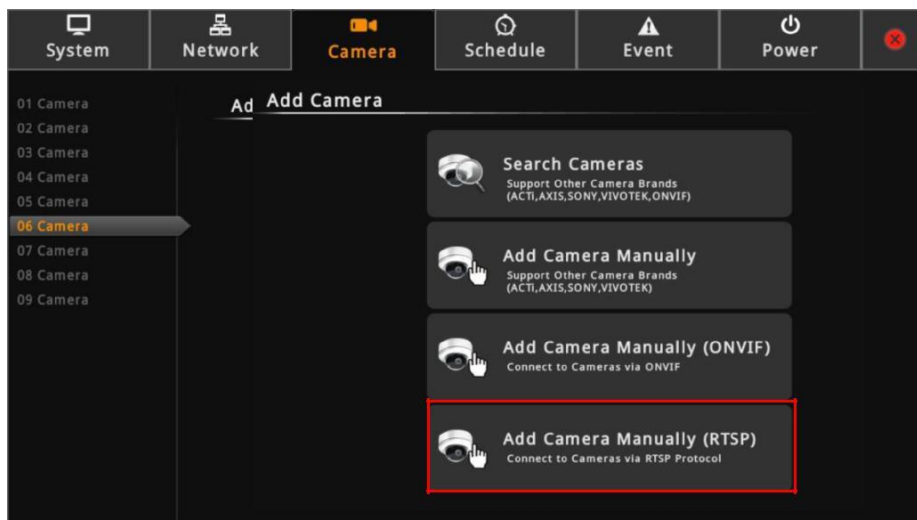 System
Network
Camera
Schedule
Event
Power
01 Camera
02 Camera
03 Camera
04 Camera
05 Camera
06 Camera
07 Camera
08 Camera
09 Camera
Ad
Add Camera
Search Cameras
Support Other Camera Brands
(ACTi,AXIS,SONY,VIVOTEK,ONVIF)
Add Camera Manually
Support Other Camera Brands
(ACTi,AXIS,SONY,VIVOTEK)
Add Camera Manually (ONVIF)
Connect to Cameras via ONVIF
Add Camera Manually (RTSP)
Connect to Cameras via RTSP Protocol